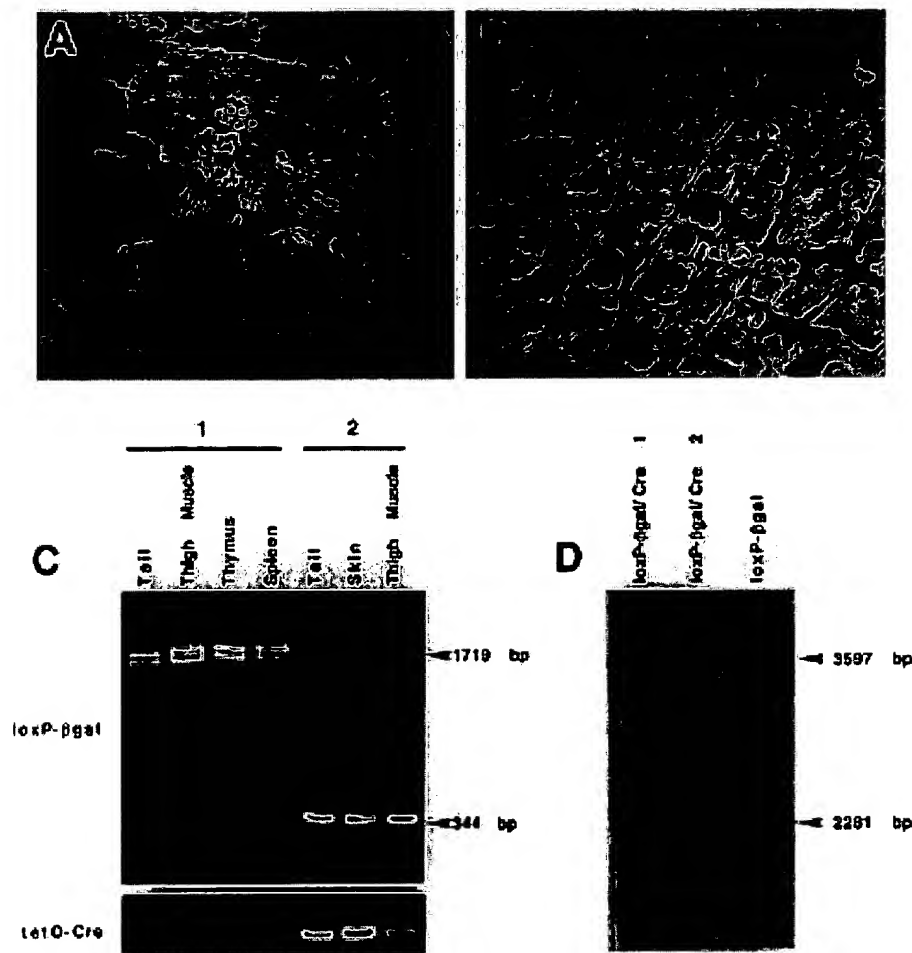 A
1
2
Tail
Thigh Muscle
Thymus
Spleen
Tail
Skin
Thigh Muscle
C
1719 bp
loxP-βgal
344 bp
tetO-Cre
loxP-βgal/Cre 1
loxP-βgal/Cre 2
loxP-βgal
D
3597 bp
2281 bp